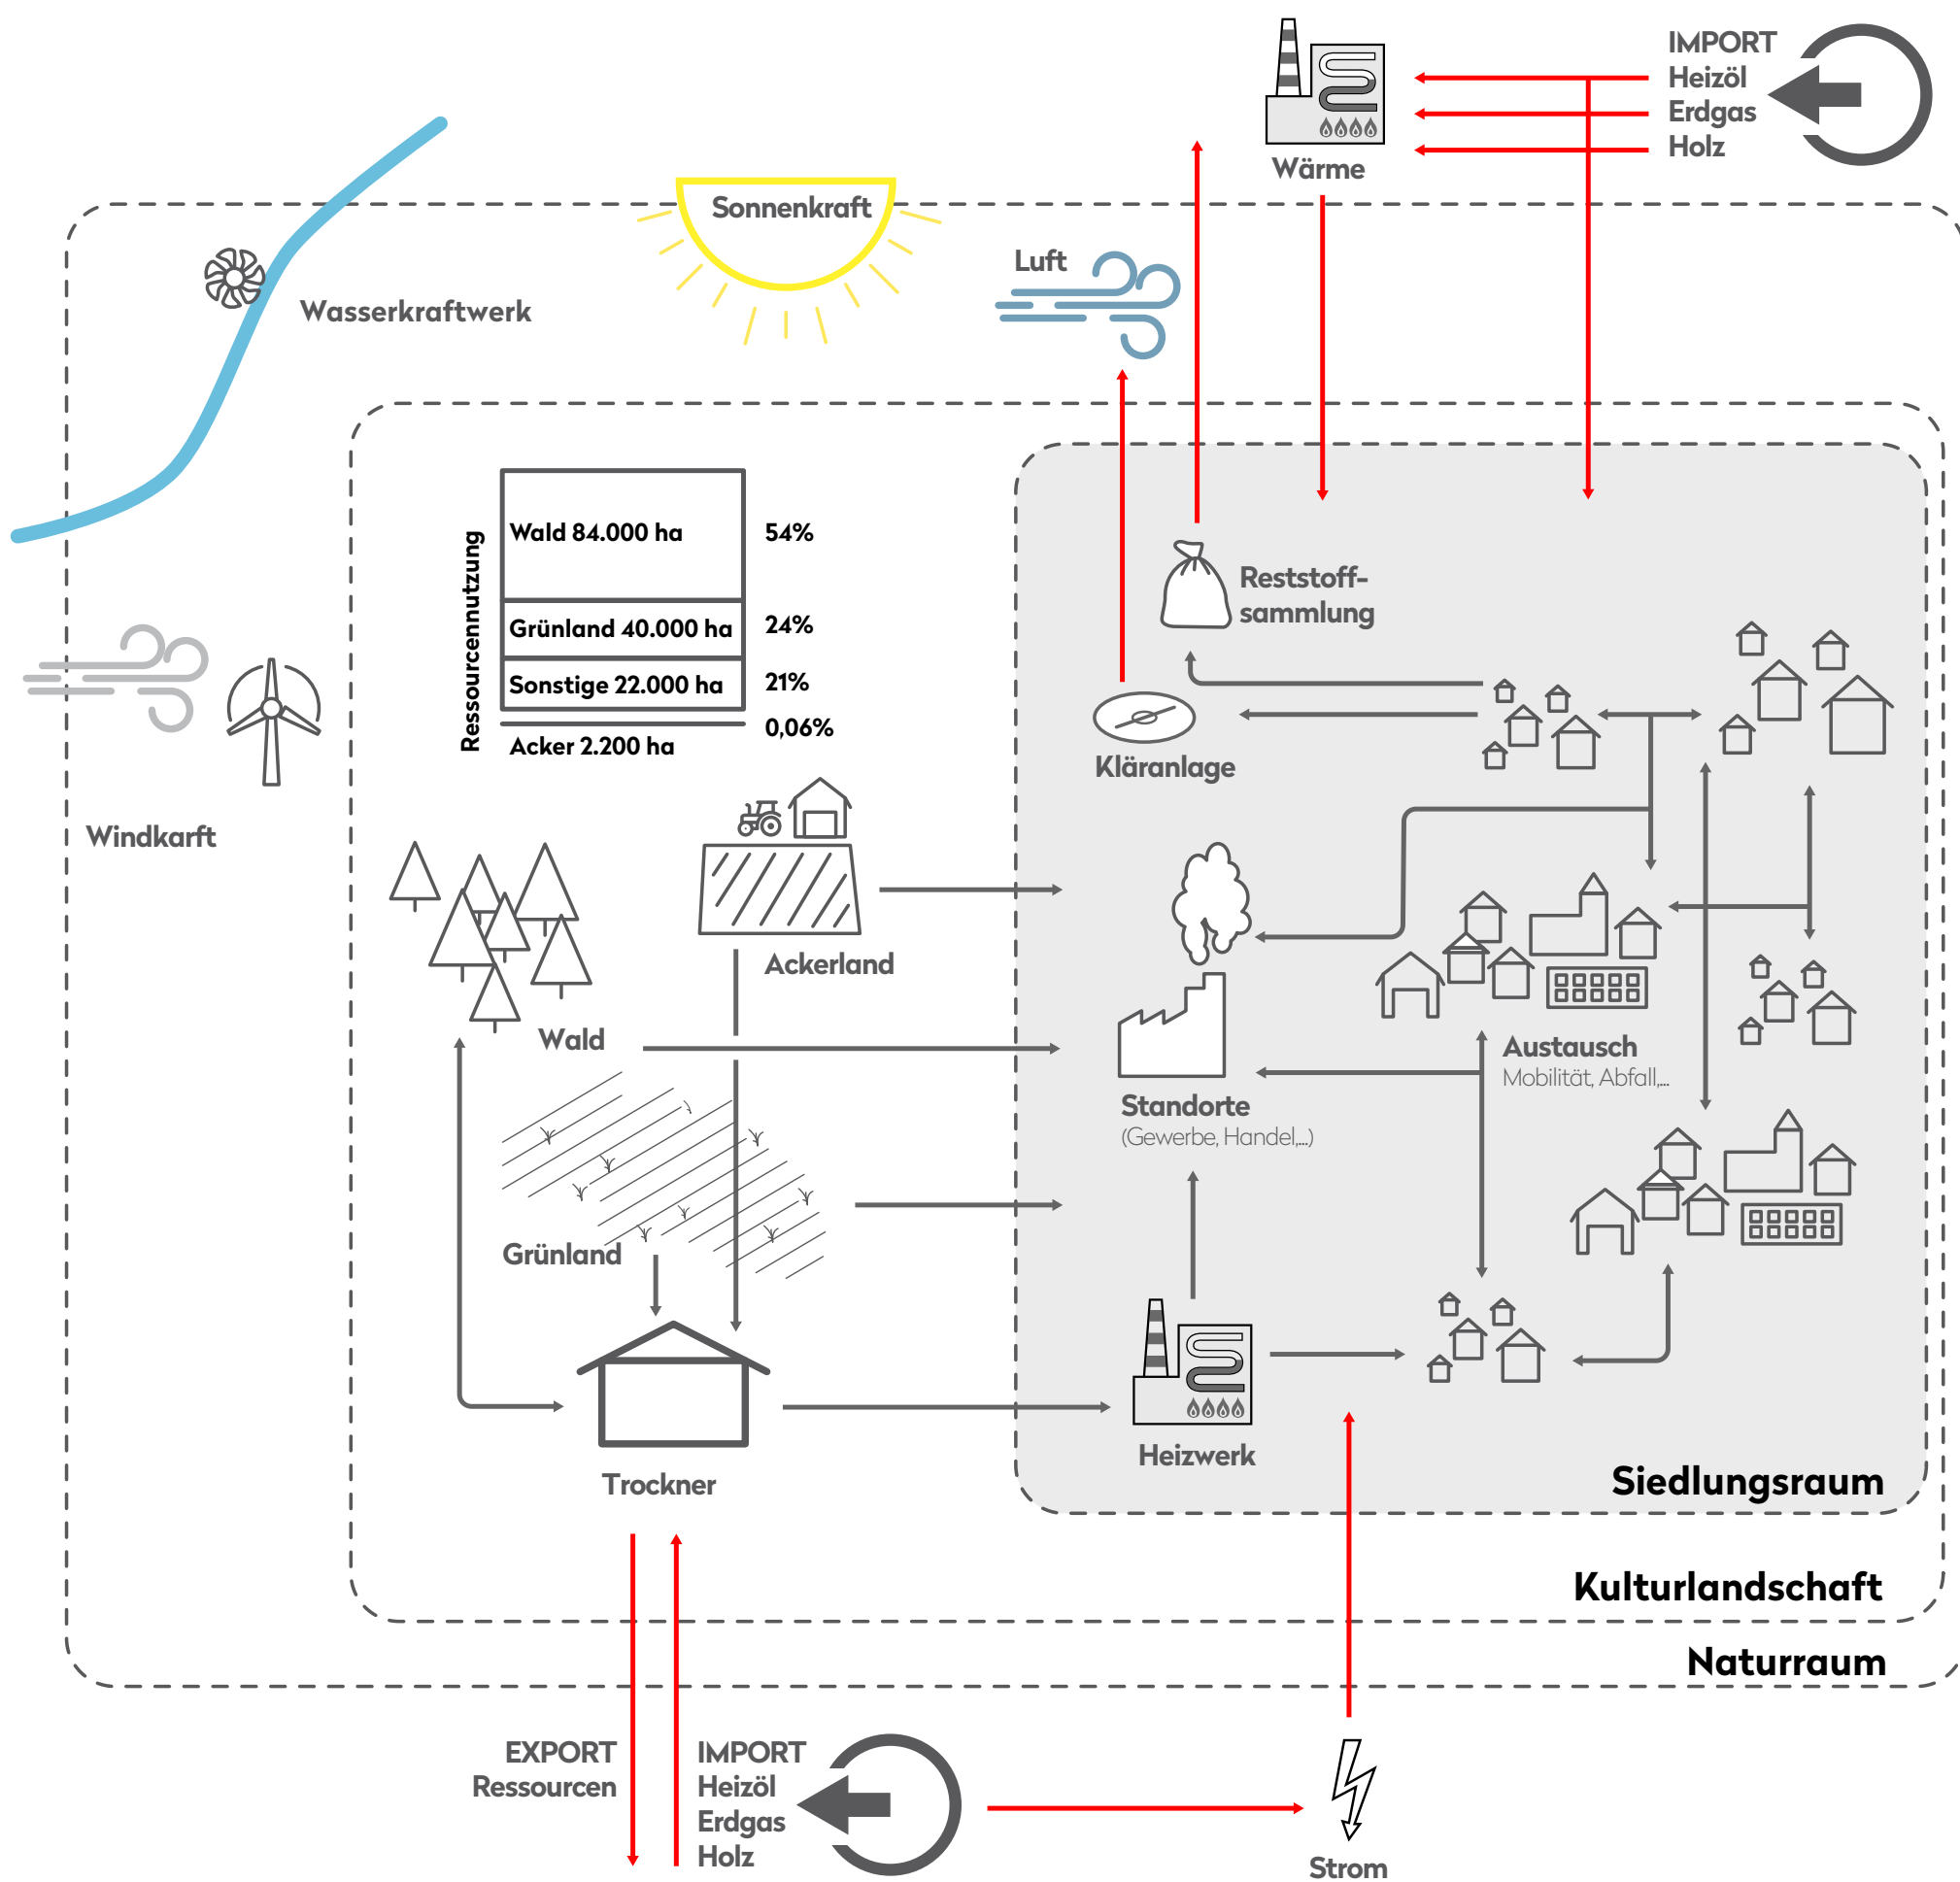 IMPORT
Heizöl
Erdgas
Holz
Wärme
Sonnenkraft
Luft
Wasserkraftwerk
Ressourcennutzung
Wald 84.000 ha
54%
Grünland 40.000 ha
24%
Sonstige 22.000 ha
21%
0,06%
Acker 2.200 ha
Reststoff-
sammlung
Kläranlage
Windkarft
Ackerland
Wald
Austausch
Mobilität, Abfall,...
Standorte
(Gewerbe, Handel,...)
Grünland
Heizwerk
Trockner
Siedlungsraum
Kulturlandschaft
Naturraum
EXPORT
Ressourcen
IMPORT
Heizöl
Erdgas
Holz
Strom